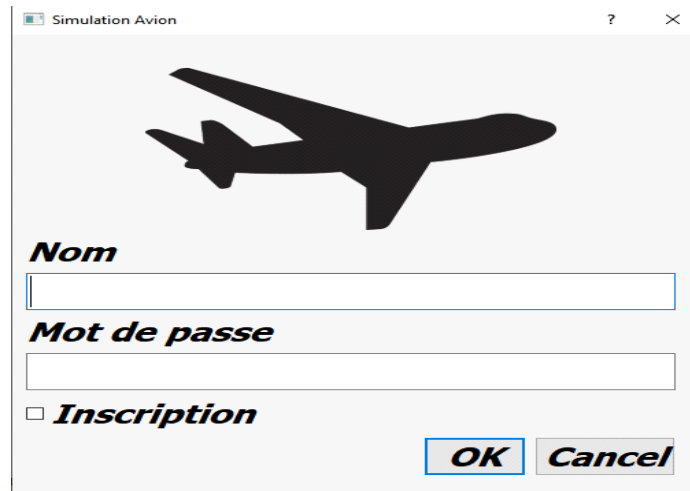 Simulation Avion ? ×
Nom
Mot de passe
Inscription
OK Cancel